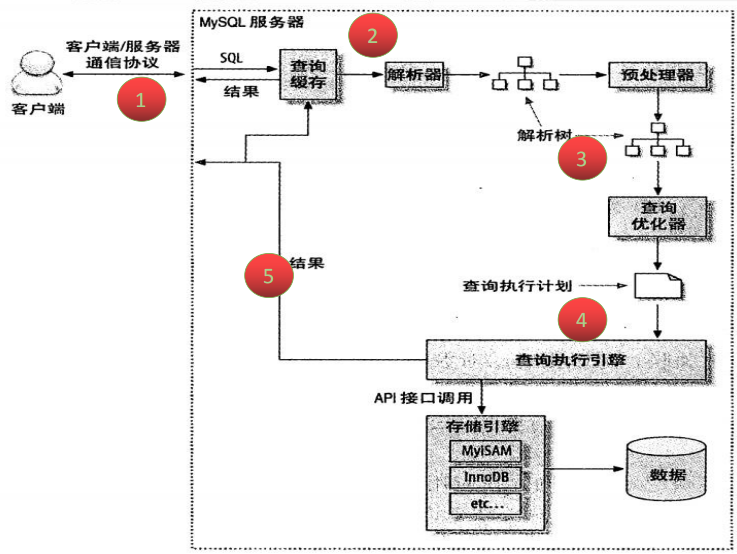 MySQL 服务器
客户端/服务器
通信协议
客户端
1
SQL
结果
查询
缓存
2
解析器
预处理器
解析树
3
查询
优化器
查询执行计划
4
5
结果
查询执行引擎
API 接口调用
存储引擎
MyISAM
InnoDB
etc...
数据